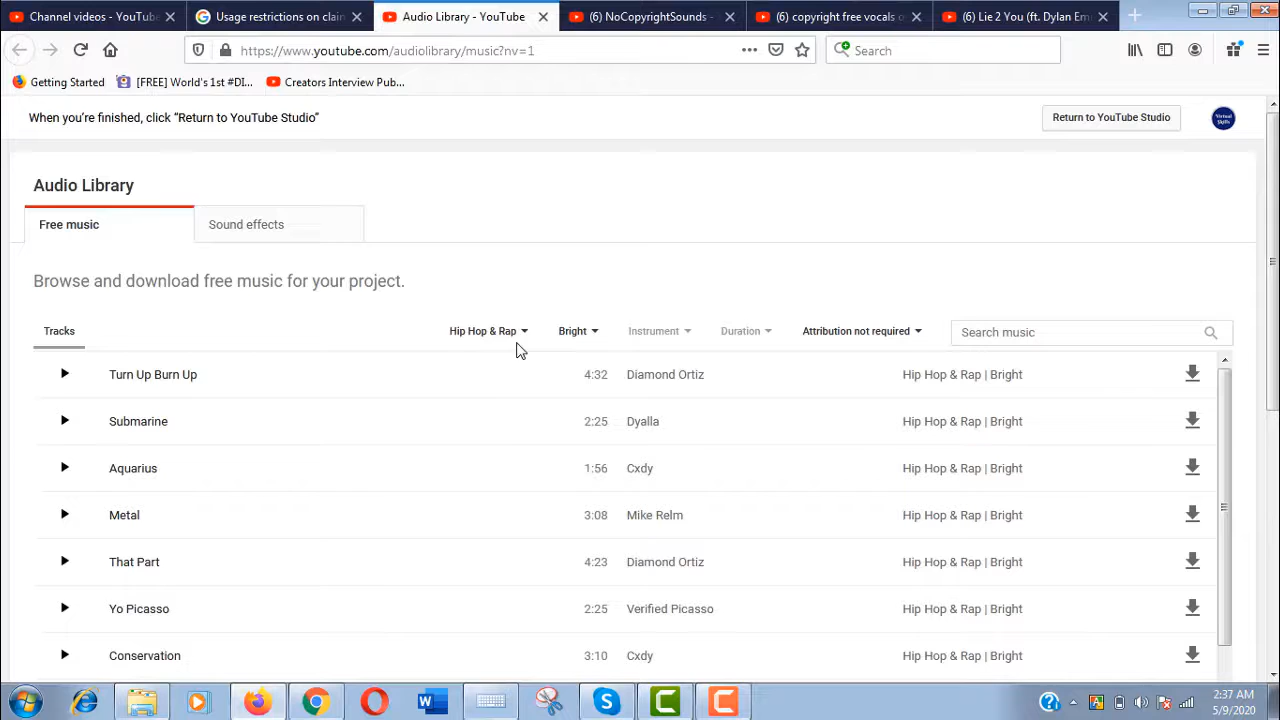 Channel videos - YouTube
Usage restrictions on clain
Audio Library - YouTube
(6) NoCopyrightSounds -
(6) copyright free vocals o
(6) Lie 2 You (ft. Dylan Em
https://www.youtube.com/audiolibrary/music?nv=1
Search
Getting Started
[FREE] World's 1st #DI...
Creators Interview Pub...
When you're finished, click "Return to YouTube Studio"
Return to YouTube Studio
Virtual Skills
Audio Library
Free music
Sound effects
Browse and download free music for your project.
Tracks
Hip Hop & Rap
Bright
Instrument
Duration
Attribution not required
Search music
Turn Up Burn Up 4:32 Diamond Ortiz Hip Hop & Rap | Bright
Submarine 2:25 Dyalla Hip Hop & Rap | Bright
Aquarius 1:56 Cxdy Hip Hop & Rap | Bright
Metal 3:08 Mike Relm Hip Hop & Rap | Bright
That Part 4:23 Diamond Ortiz Hip Hop & Rap | Bright
Yo Picasso 2:25 Verified Picasso Hip Hop & Rap | Bright
Conservation 3:10 Cxdy Hip Hop & Rap | Bright
2:37 AM
5/9/2020